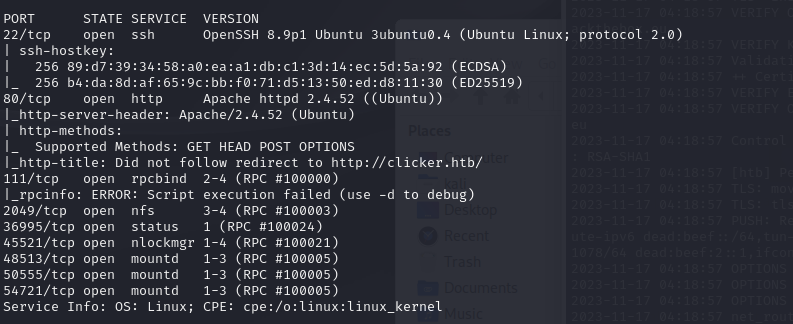 PORT      STATE SERVICE  VERSION
22/tcp    open  ssh      OpenSSH 8.9p1 Ubuntu 3ubuntu0.4 (Ubuntu Linux; protocol 2.0)
| ssh-hostkey:
|   256 89:d7:39:34:58:a0:ea:a1:db:c1:3d:14:ec:5d:5a:92 (ECDSA)
|_  256 b4:da:8d:af:65:9c:bb:f0:71:d5:13:50:ed:d8:11:30 (ED25519)
80/tcp    open  http     Apache httpd 2.4.52 ((Ubuntu))
|_http-server-header: Apache/2.4.52 (Ubuntu)
| http-methods:
|_  Supported Methods: GET HEAD POST OPTIONS
|_http-title: Did not follow redirect to http://clicker.htb/
111/tcp   open  rpcbind  2-4 (RPC #100000)
|_rpcinfo: ERROR: Script execution failed (use -d to debug)
2049/tcp  open  nfs      3-4 (RPC #100003)
36995/tcp open  status   1 (RPC #100024)
45521/tcp open  nlockmgr 1-4 (RPC #100021)
48513/tcp open  mountd   1-3 (RPC #100005)
50555/tcp open  mountd   1-3 (RPC #100005)
54721/tcp open  mountd   1-3 (RPC #100005)
Service Info: OS: Linux; CPE: cpe:/o:linux:linux_kernel
Places
Desktop
Recent
Trash
Documents
Music